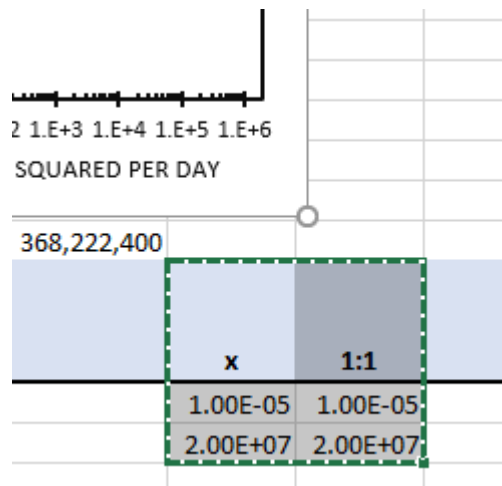 2 1.E+3 1.E+4 1.E+5 1.E+6
SQUARED PER DAY
368,222,400
x 1:1
1.00E-05 1.00E-05
2.00E+07 2.00E+07